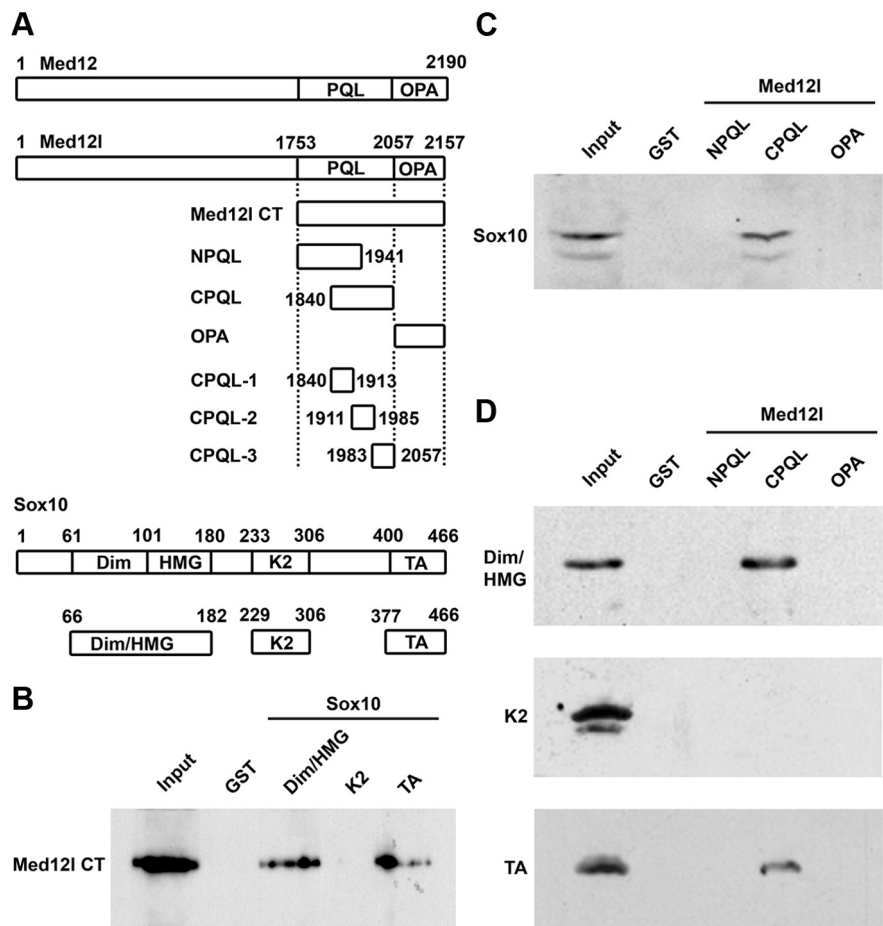 A
1 Med12 2190
PQL OPA
1 Med12l 1753 2057 2157
PQL OPA
Med12l CT
NPQL 1941
CPQL 1840
OPA
CPQL-1 1840 1913
CPQL-2 1911 1985
CPQL-3 1983 2057
Sox10
1 61 101 180 233 306 400 466
Dim HMG K2 TA
66 182 229 306 377 466
Dim/HMG K2 TA
B
Sox10
Input GST Dim/HMG K2 TA
Med12l CT
C
Med12l
Input GST NPQL CPQL OPA
Sox10
D
Med12l
Input GST NPQL CPQL OPA
Dim/
HMG
K2
TA